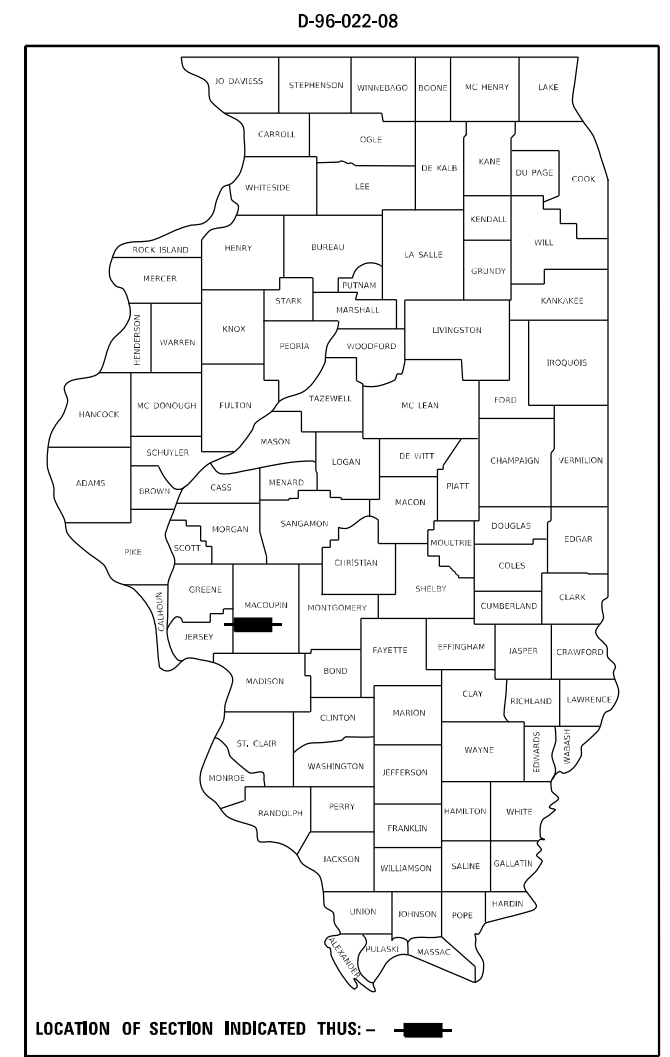 D-96-022-08
JO DAVIESS
STEPHENSON
WINNEBAGO
BOONE
MC HENRY
LAKE
CARROLL
OGLE
DE KALB
KANE
DU PAGE
COOK
WHITESIDE
LEE
KENDALL
WILL
ROCK ISLAND
HENRY
BUREAU
LA SALLE
GRUNDY
MERCER
PUTNAM
STARK
MARSHALL
KANKAKEE
HENDERSON
WARREN
KNOX
PEORIA
WOODFORD
LIVINGSTON
IROQUOIS
HANCOCK
MC DONOUGH
FULTON
TAZEWELL
MC LEAN
FORD
SCHUYLER
MASON
LOGAN
DE WITT
CHAMPAIGN
VERMILION
ADAMS
BROWN
CASS
MENARD
PIATT
MACON
MORGAN
SANGAMON
DOUGLAS
PIKE
SCOTT
CHRISTIAN
MOULTRIE
EDGAR
COLES
CALHOUN
GREENE
MACOUPIN
MONTGOMERY
SHELBY
CUMBERLAND
CLARK
JERSEY
FAYETTE
EFFINGHAM
JASPER
CRAWFORD
MADISON
BOND
CLAY
RICHLAND
LAWRENCE
CLINTON
MARION
ST. CLAIR
WAYNE
EDWARDS
WABASH
MONROE
WASHINGTON
JEFFERSON
RANDOLPH
PERRY
HAMILTON
WHITE
FRANKLIN
JACKSON
WILLIAMSON
SALINE
GALLATIN
UNION
JOHNSON
POPE
HARDIN
ALEXANDER
PULASKI
MASSAC
LOCATION OF SECTION INDICATED THUS: –